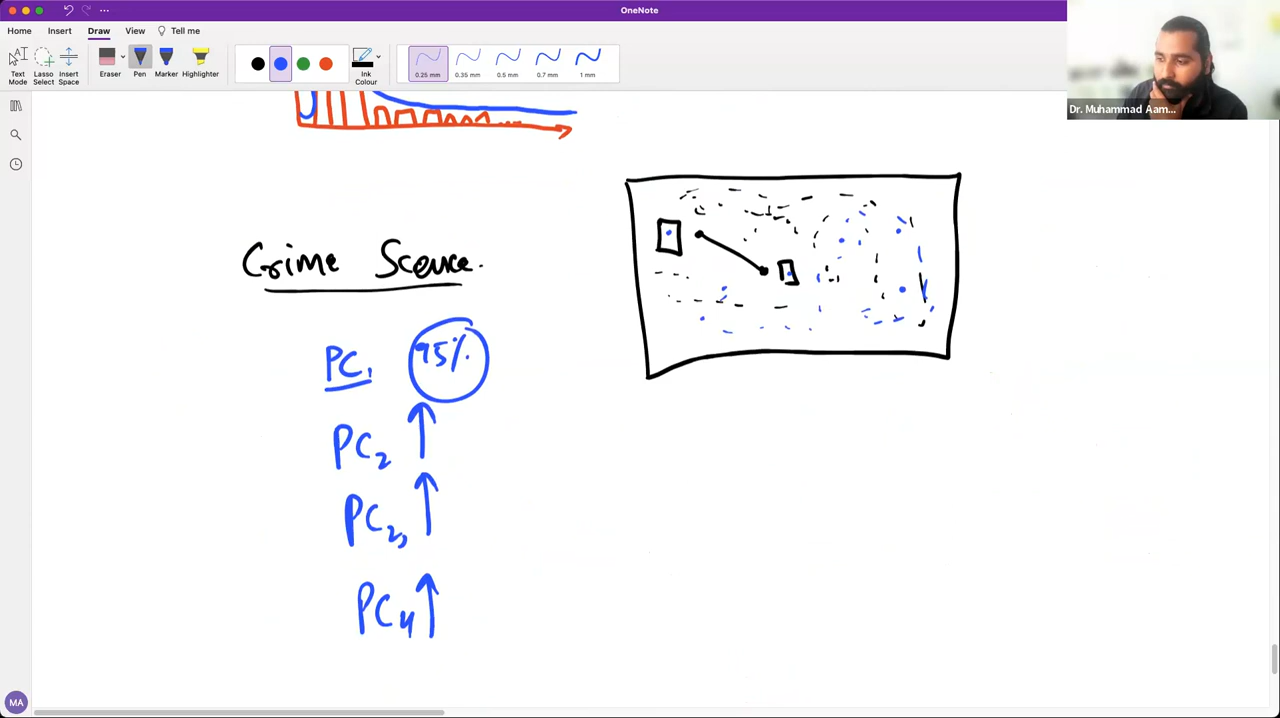 OneNote
Home Insert Draw View Tell me
Text Mode
Lasso Select
Insert Space
Eraser
Pen
Marker
Highlighter
Ink Colour
0.25 mm
0.35 mm
0.5 mm
0.7 mm
1 mm
Dr. Muhammad Aam...
Crime Scence.
PC1 95%
PC2
PC3
PC4
MA